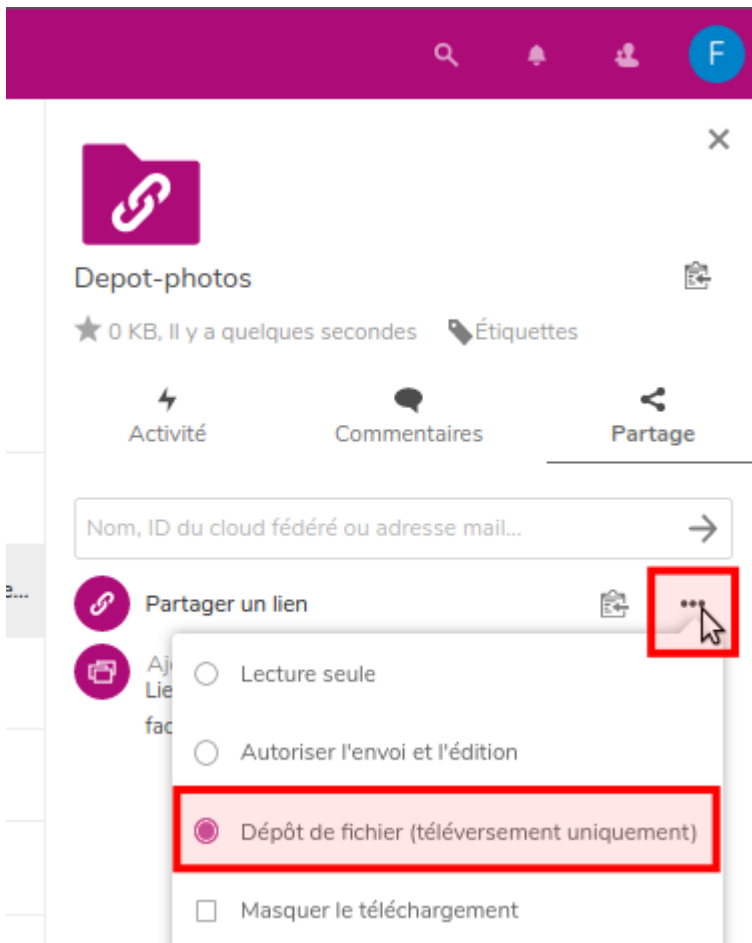 F
Depot-photos
0 KB, Il y a quelques secondes Étiquettes
Activité Commentaires Partage
Nom, ID du cloud fédéré ou adresse mail...
Partager un lien
Lecture seule
Autoriser l'envoi et l'édition
Dépôt de fichier (téléversement uniquement)
Masquer le téléchargement